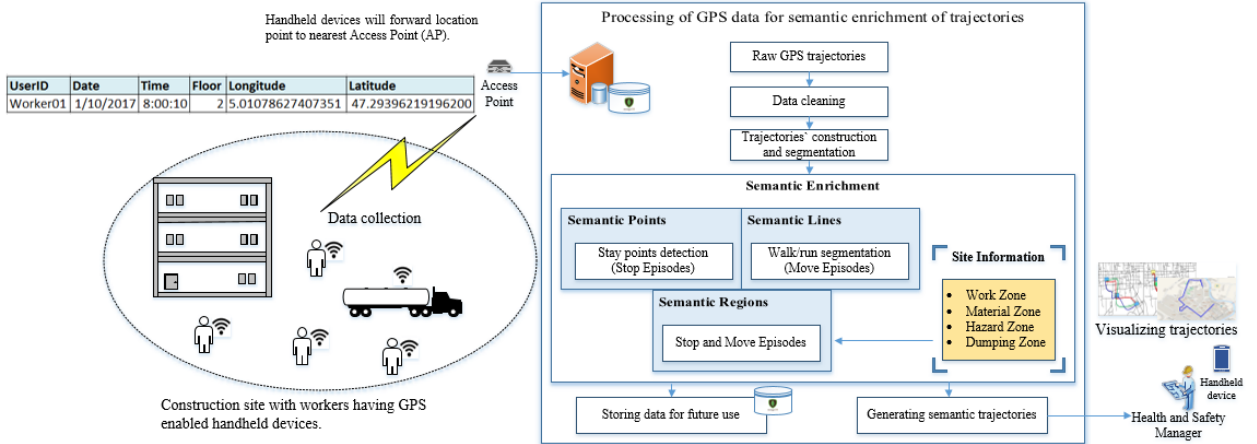 Handheld devices will forward location
point to nearest Access Point (AP).
UserID Date Time Floor Longitude Latitude
Worker01 1/10/2017 8:00:10 2 5.01078627407351 47.29396219196200
Access
Point
Data collection
Construction site with workers having GPS
enabled handheld devices.
Processing of GPS data for semantic enrichment of trajectories
Raw GPS trajectories
Data cleaning
Trajectories` construction
and segmentation
Semantic Enrichment
Semantic Points
Stay points detection
(Stop Episodes)
Semantic Lines
Walk/run segmentation
(Move Episodes)
Semantic Regions
Stop and Move Episodes
Site Information
• Work Zone
• Material Zone
• Hazard Zone
• Dumping Zone
Storing data for future use
Generating semantic trajectories
Visualizing trajectories
Handheld
device
Health and Safety
Manager